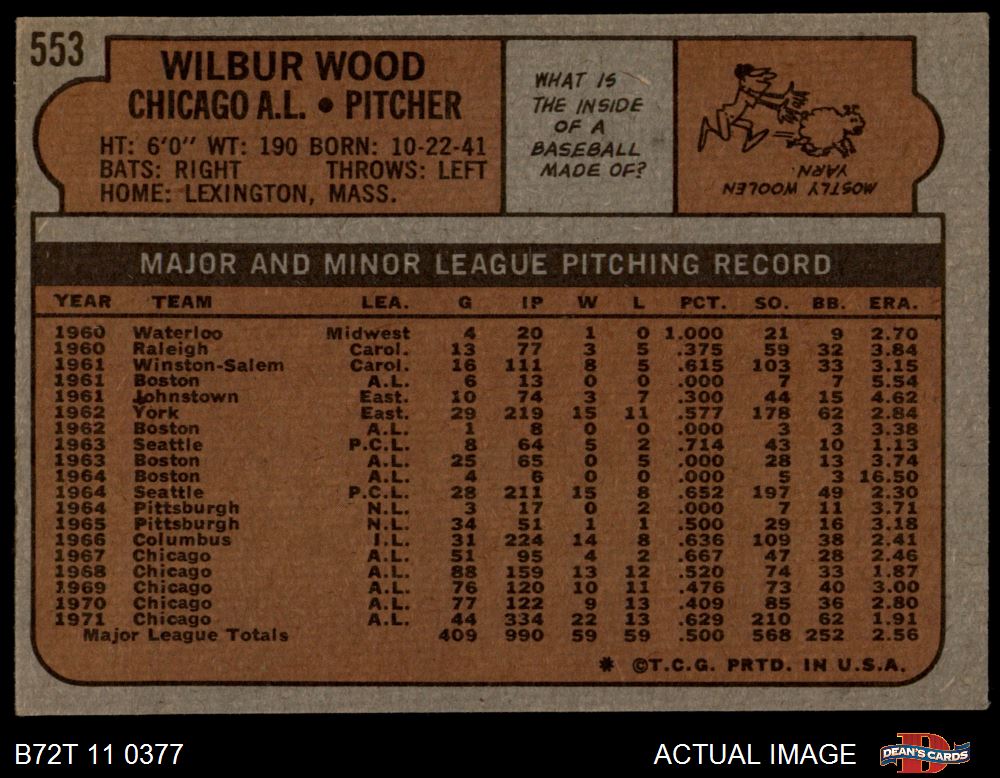 553
WILBUR WOOD
CHICAGO A.L. • PITCHER
HT: 6'0" WT: 190 BORN: 10-22-41
BATS: RIGHT THROWS: LEFT
HOME: LEXINGTON, MASS.
WHAT IS
THE INSIDE
OF A
BASEBALL
MADE OF?
MOSTLY WOOLEN
YARN.
MAJOR AND MINOR LEAGUE PITCHING RECORD
YEAR TEAM LEA. G IP W L PCT. SO. BB. ERA.
1960 Waterloo Midwest 4 20 1 0 1.000 21 9 2.70
1960 Raleigh Carol. 13 77 3 5 .375 59 32 3.84
1961 Winston-Salem Carol. 16 111 8 5 .615 103 33 3.15
1961 Boston A.L. 6 13 0 0 .000 7 7 5.54
1961 Johnstown East. 10 74 3 7 .300 44 15 4.62
1962 York East. 29 219 15 11 .577 178 62 2.84
1962 Boston A.L. 1 8 0 0 .000 3 3 3.38
1963 Seattle P.C.L. 8 64 5 2 .714 43 10 1.13
1963 Boston A.L. 25 65 0 5 .000 28 13 3.74
1964 Boston A.L. 4 6 0 0 .000 5 3 16.50
1964 Seattle P.C.L. 28 211 15 8 .652 197 49 2.30
1964 Pittsburgh N.L. 3 17 0 2 .000 7 11 3.71
1965 Pittsburgh N.L. 34 51 1 1 .500 29 16 3.18
1966 Columbus I.L. 31 224 14 8 .636 109 38 2.41
1967 Chicago A.L. 51 95 4 2 .667 47 28 2.46
1968 Chicago A.L. 88 159 13 12 .520 74 33 1.87
1969 Chicago A.L. 76 120 10 11 .476 73 40 3.00
1970 Chicago A.L. 77 122 9 13 .409 85 36 2.80
1971 Chicago A.L. 44 334 22 13 .629 210 62 1.91
Major League Totals 409 990 59 59 .500 568 252 2.56
* ©T.C.G. PRTD. IN U.S.A.
B72T 11 0377
ACTUAL IMAGE
DEAN'S CARDS